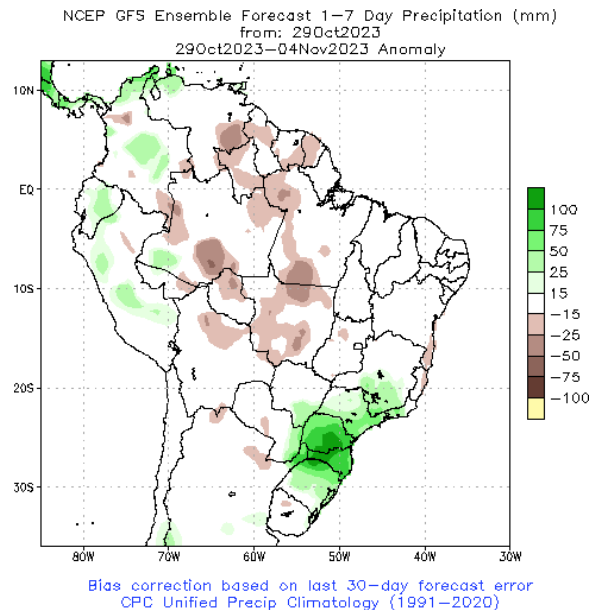 NCEP GFS Ensemble Forecast 1-7 Day Precipitation (mm)
from: 29Oct2023
29Oct2023-04Nov2023 Anomaly
10N
EQ
10S
20S
30S
80W 70W 60W 50W 40W 30W
100
75
50
25
15
-15
-25
-50
-75
-100
Bias correction based on last 30-day forecast error
CPC Unified Precip Climatology (1991-2020)